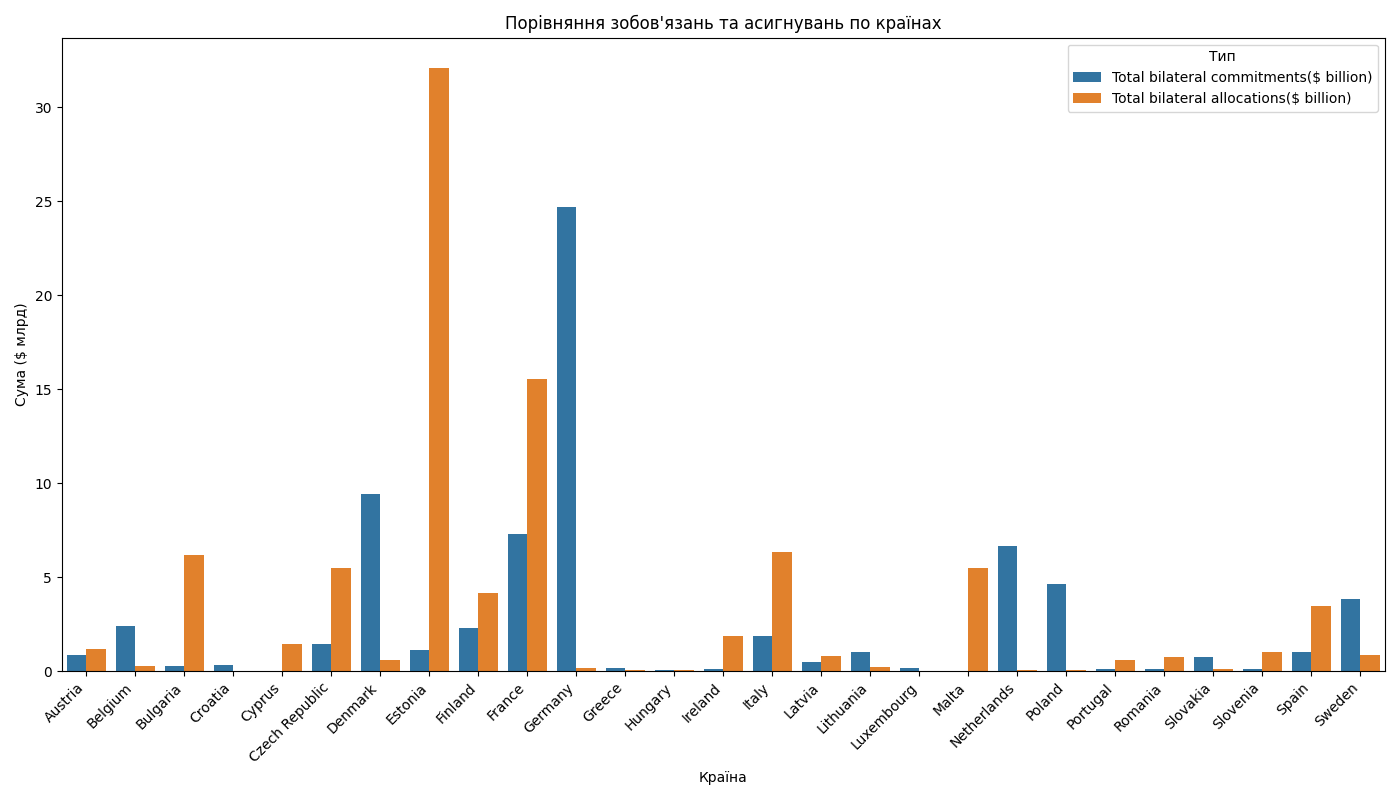 Порівняння зобов'язань та асигнувань по країнах
Тип
Total bilateral commitments($ billion)
Total bilateral allocations($ billion)
Сума ($ млрд)
30
25
20
15
10
5
0
Austria
Belgium
Bulgaria
Croatia
Cyprus
Czech Republic
Denmark
Estonia
Finland
France
Germany
Greece
Hungary
Ireland
Italy
Latvia
Lithuania
Luxembourg
Malta
Netherlands
Poland
Portugal
Romania
Slovakia
Slovenia
Spain
Sweden
Країна